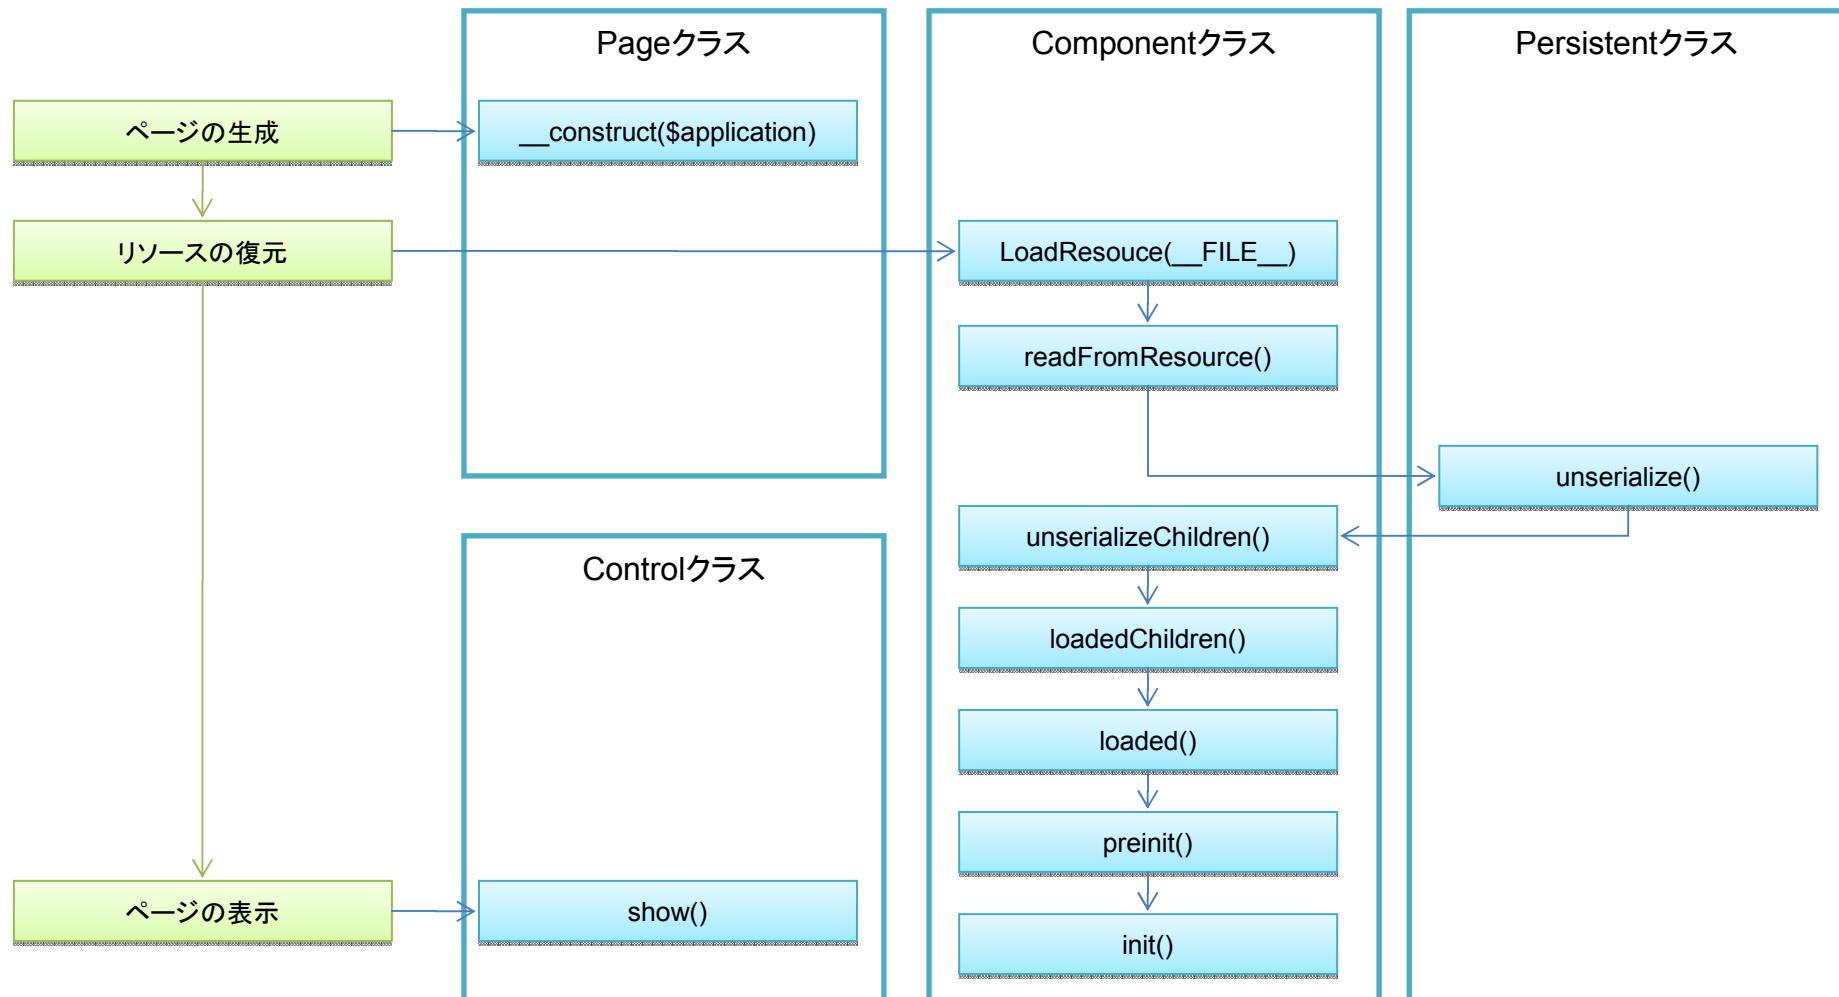 Pageクラス
Componentクラス
Persistentクラス
ページの生成
__construct($application)
リソースの復元
LoadResouce(__FILE__)
readFromResource()
unserialize()
unserializeChildren()
Controlクラス
loadedChildren()
loaded()
preinit()
ページの表示
show()
init()